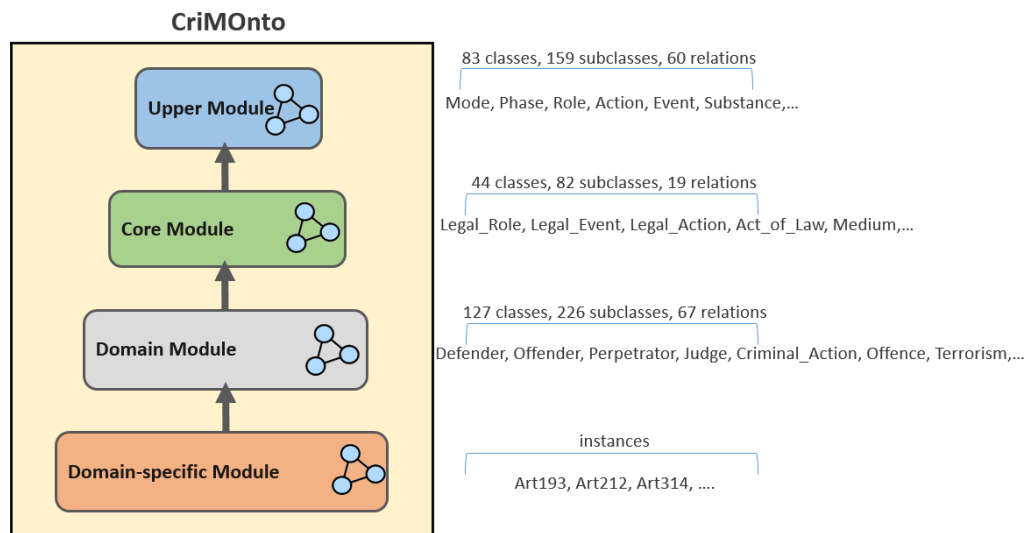 CriMOnto
83 classes, 159 subclasses, 60 relations
Upper Module
Mode, Phase, Role, Action, Event, Substance,...
44 classes, 82 subclasses, 19 relations
Core Module
Legal_Role, Legal_Event, Legal_Action, Act_of_Law, Medium,...
127 classes, 226 subclasses, 67 relations
Domain Module
Defender, Offender, Perpetrator, Judge, Criminal_Action, Offence, Terrorism,...
instances
Domain-specific Module
Art193, Art212, Art314, ....